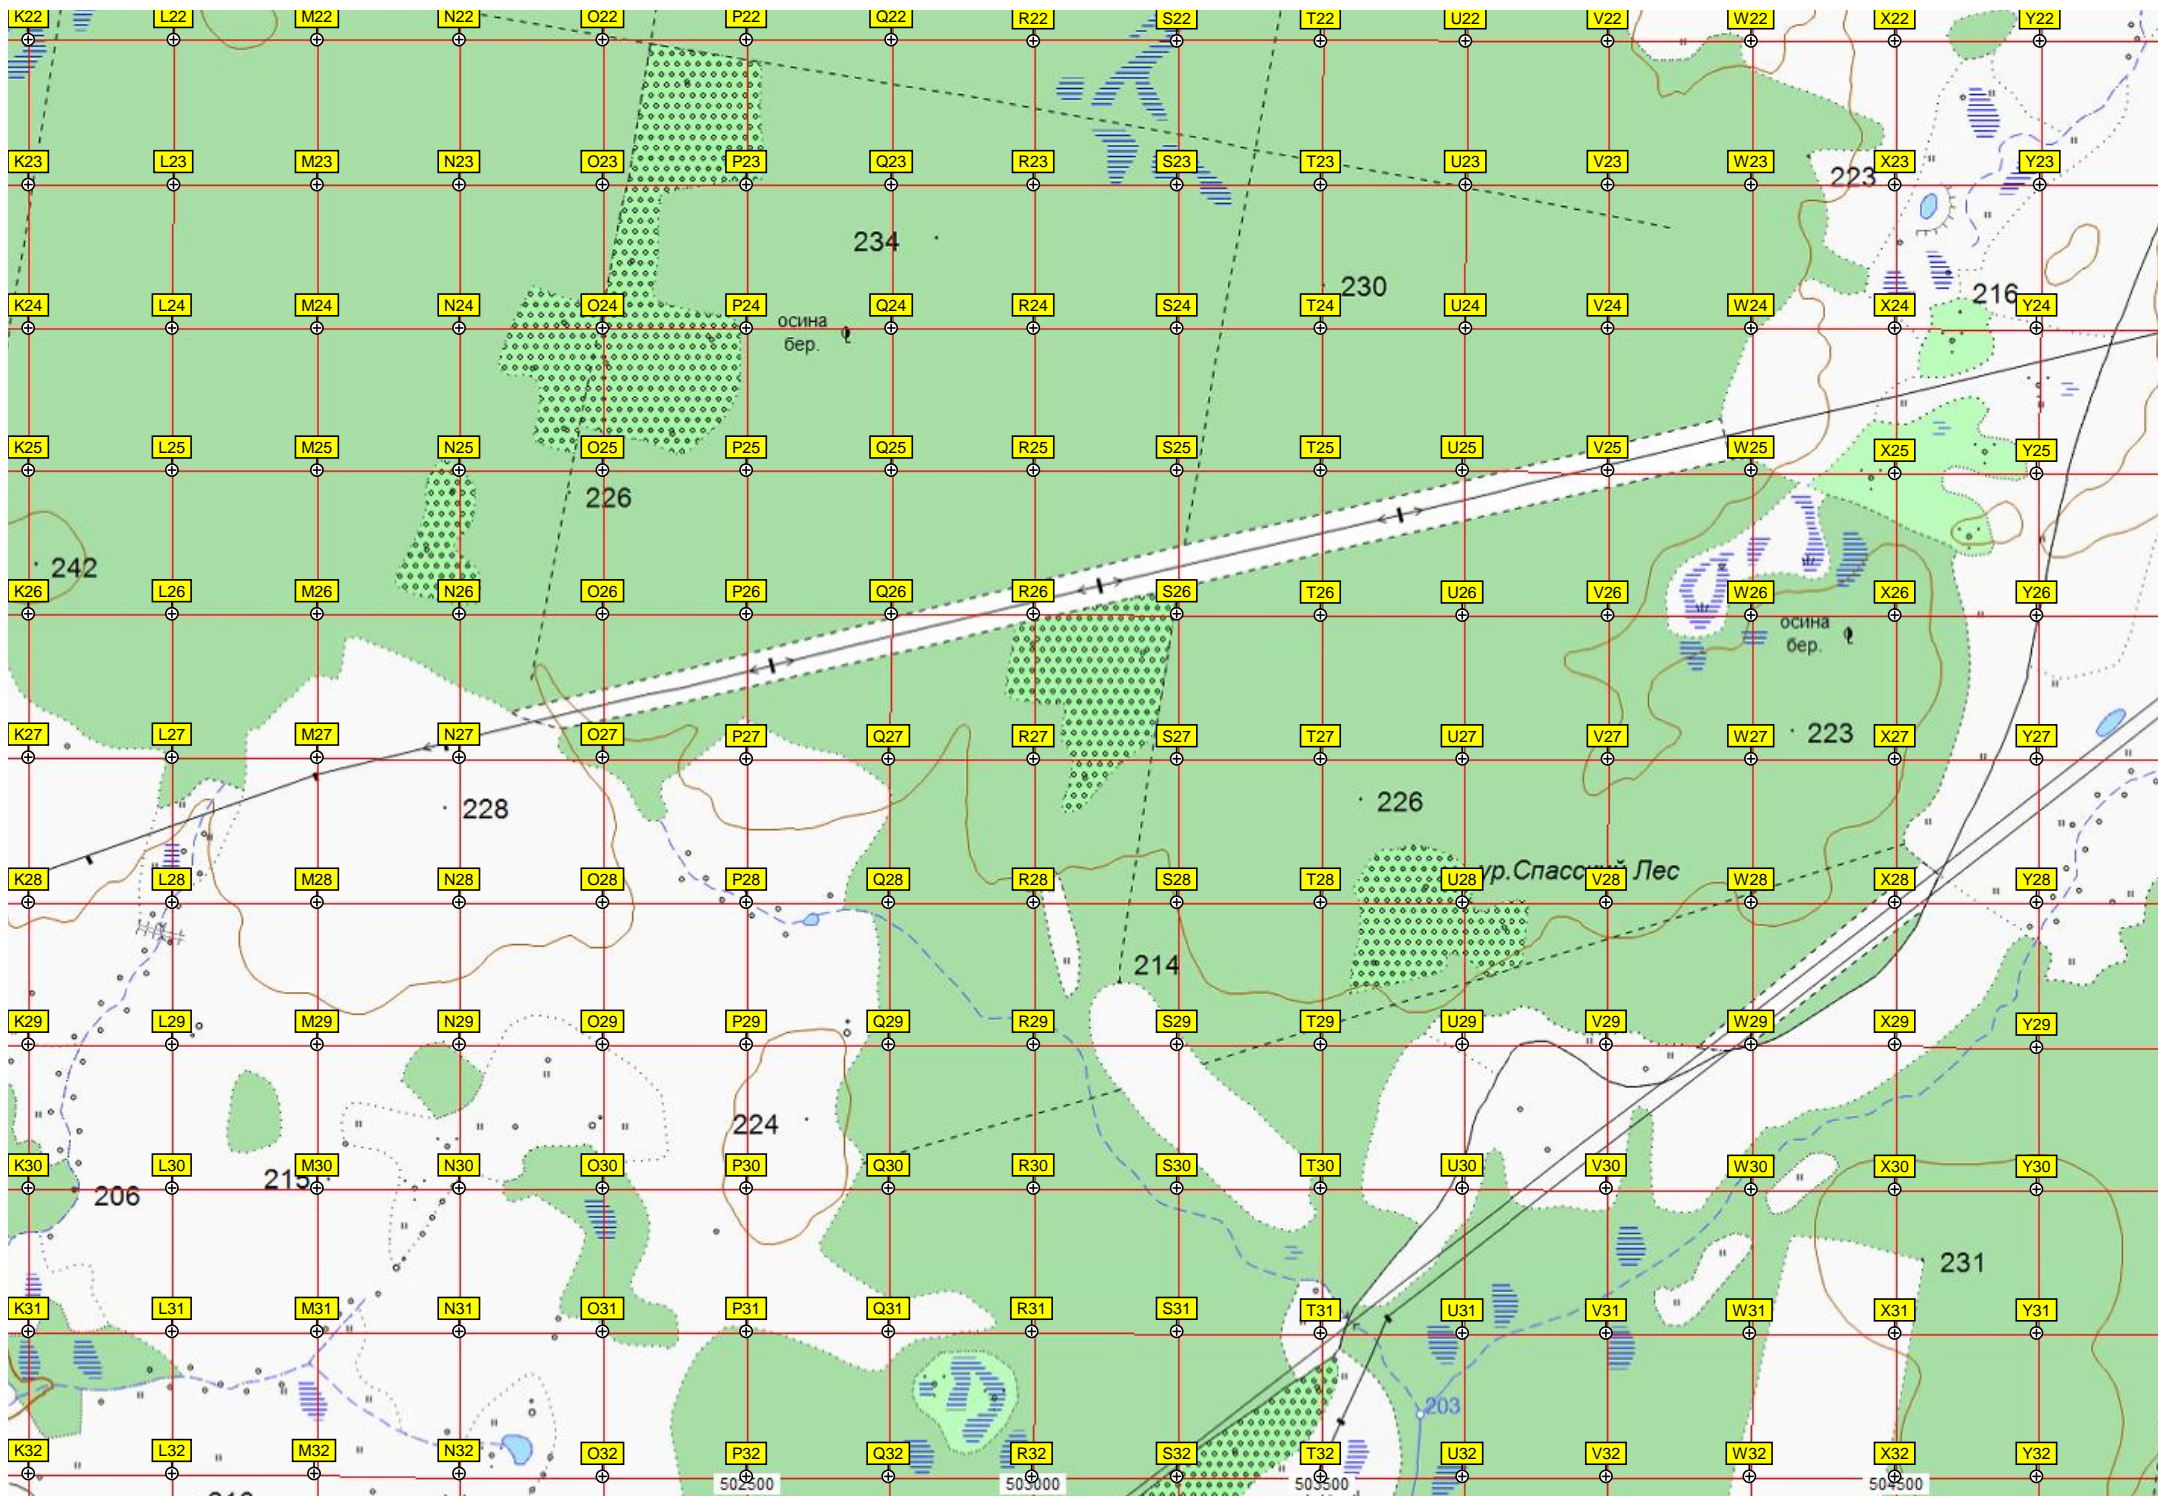 K22 L22 M22 N22 O22 P22 Q22 R22 S22 T22 U22 V22 W22 X22 Y22
K23 L23 M23 N23 O23 P23 Q23 R23 S23 T23 U23 V23 W23 X23 Y23
223
234
230
216
K24 L24 M24 N24 O24 P24 Q24 R24 S24 T24 U24 V24 W24 X24 Y24
осина
бер.
K25 L25 M25 N25 O25 P25 Q25 R25 S25 T25 U25 V25 W25 X25 Y25
226
242
K26 L26 M26 N26 O26 P26 Q26 R26 S26 T26 U26 V26 W26 X26 Y26
осина
бер.
K27 L27 M27 N27 O27 P27 Q27 R27 S27 T27 U27 V27 W27 X27 Y27
223
228
226
ур.Спасский Лес
K28 L28 M28 N28 O28 P28 Q28 R28 S28 T28 U28 V28 W28 X28 Y28
214
K29 L29 M29 N29 O29 P29 Q29 R29 S29 T29 U29 V29 W29 X29 Y29
224
K30 L30 M30 N30 O30 P30 Q30 R30 S30 T30 U30 V30 W30 X30 Y30
215
206
231
K31 L31 M31 N31 O31 P31 Q31 R31 S31 T31 U31 V31 W31 X31 Y31
203
K32 L32 M32 N32 O32 P32 Q32 R32 S32 T32 U32 V32 W32 X32 Y32
502500 503000 503500 504500